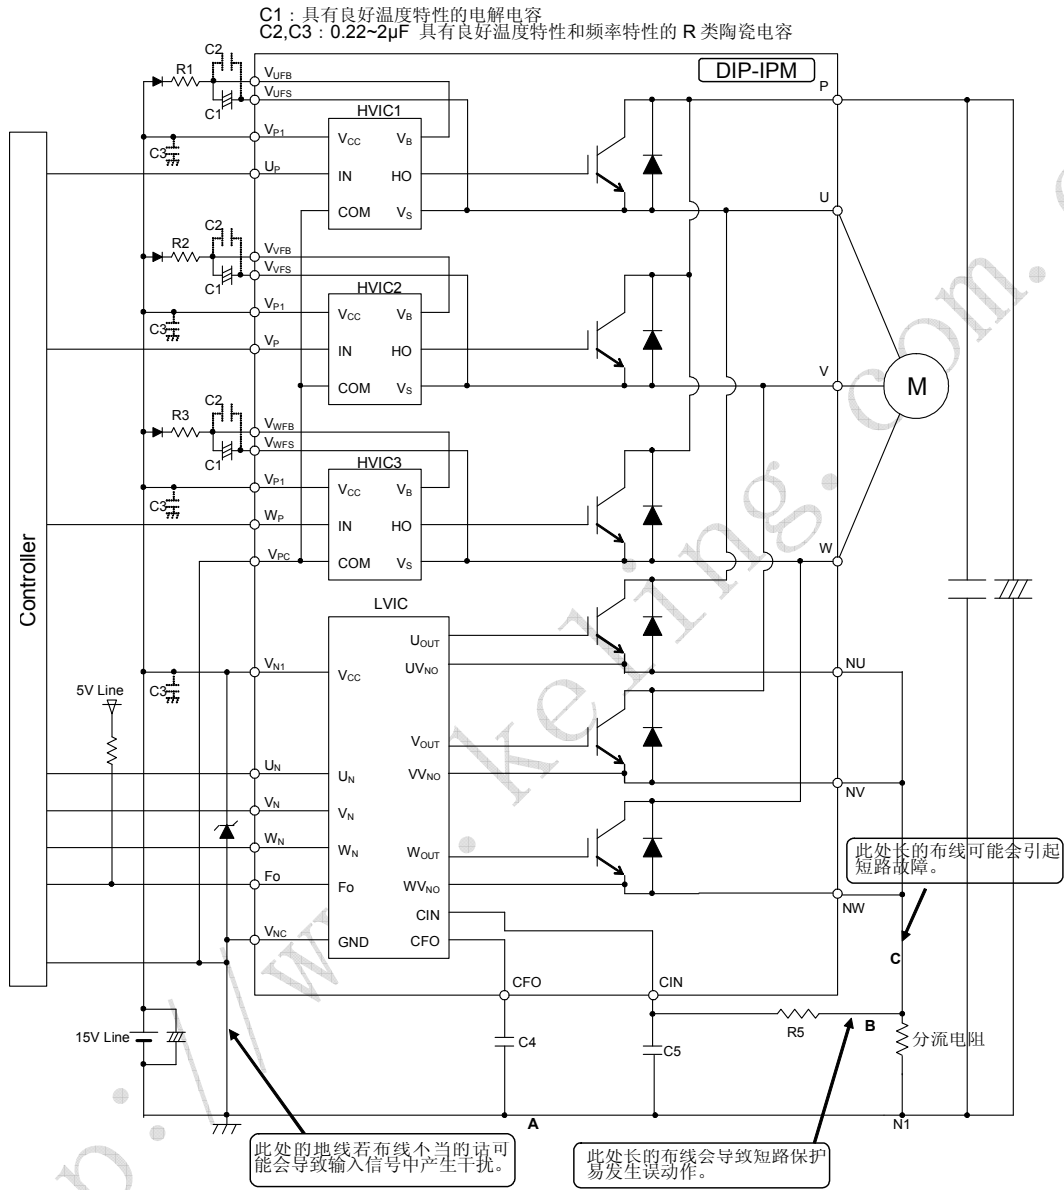 C1：具有良好温度特性的电解电容
C2,C3：0.22~2μF 具有良好温度特性和频率特性的 R 类陶瓷电容
DIP-IPM
C2
R1
C1
VUFB
VUFS
P
HVIC1
VP1
VCC
VB
C3
UP
IN
HO
COM
VS
U
C2
R2
C1
VVFB
VVFS
HVIC2
VP1
VCC
VB
C3
VP
IN
HO
COM
VS
V
M
C2
R3
C1
VWFB
VWFS
HVIC3
VP1
VCC
VB
C3
WP
IN
HO
VPC
COM
VS
W
Controller
LVIC
UOUT
VN1
VCC
UVNO
NU
C3
5V Line
VOUT
UN
UN
VVNO
NV
VN
VN
WN
WN
WOUT
此处长的布线可能会引起
短路故障。
Fo
Fo
WVNO
NW
CIN
VNC
GND
CFO
C
CFO
CIN
15V Line
C4
C5
R5
B
分流电阻
A
N1
此处的地线若布线不当的话可
能会导致输入信号中产生干扰。
此处长的布线会导致短路保护
易发生误动作。
http://www.keling.com.